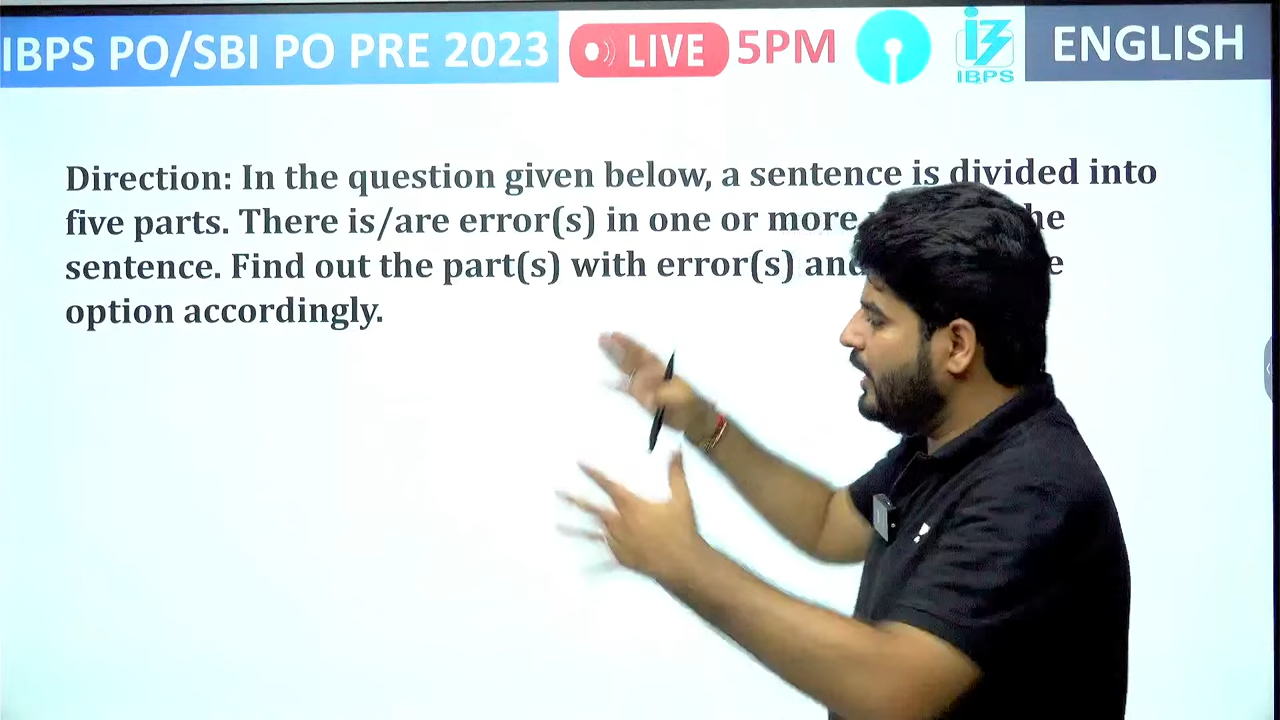 IBPS PO/SBI PO PRE 2023
LIVE
5PM
IBPS
ENGLISH
Direction: In the question given below, a sentence is divided into
five parts. There is/are error(s) in one or more
sentence. Find out the part(s) with error(s) and
option accordingly.